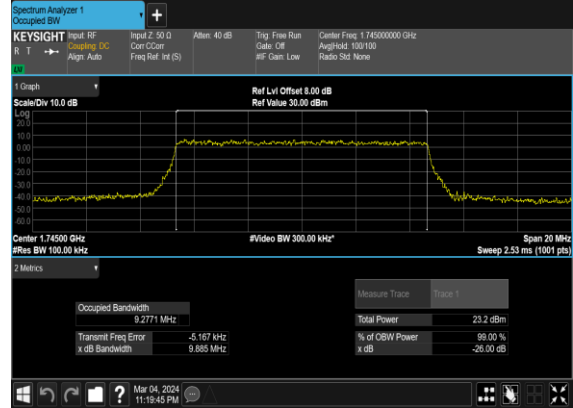 Spectrum Analyzer 1
Occupied BW
KEYSIGHT
R T
LNI
Input: RF
Coupling: DC
Align: Auto
Input Z: 50 Ω
Corr CCorr
Freq Ref: Int (S)
Atten: 40 dB
Trig: Free Run
Gate: Off
#IF Gain: Low
Center Freq: 1.745000000 GHz
Avg|Hold: 100/100
Radio Std: None
1 Graph
Scale/Div 10.0 dB
Ref Lvl Offset 8.00 dB
Ref Value 30.00 dBm
Log
20.0
10.0
0.00
-10.0
-20.0
-30.0
-40.0
-50.0
-60.0
Center 1.74500 GHz
#Res BW 100.00 kHz
#Video BW 300.00 kHz*
Span 20 MHz
Sweep 2.53 ms (1001 pts)
2 Metrics
Measure Trace
Trace 1
Occupied Bandwidth
9.2771 MHz
Total Power
23.2 dBm
Transmit Freq Error
-5.167 kHz
% of OBW Power
99.00 %
x dB Bandwidth
9.885 MHz
x dB
-26.00 dB
?
Mar 04, 2024
11:19:45 PM